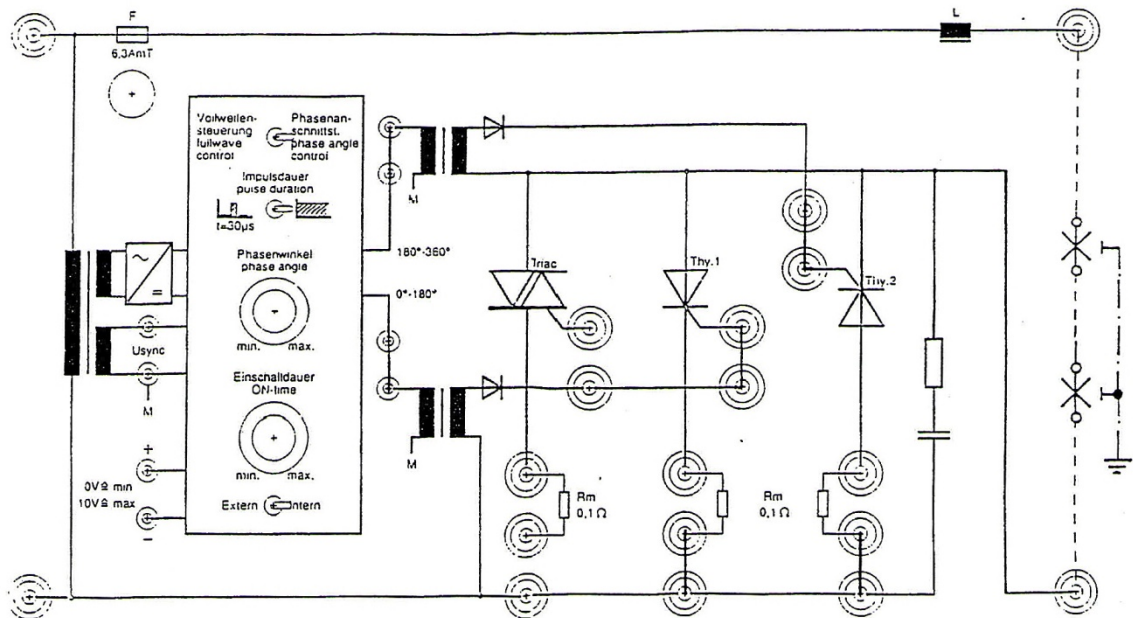 F
6,3AmT
L
Vollwellen-
steuerung
fullwave
control
Phasenan-
schnittst.
phase angle
control
M
Impulsdauer
pulse duration
t=30µs
180°-360°
Phasenwinkel
phase angle
min. max.
0°-180°
Triac
Thy.1
Thy.2
Usync
M
Einschaltdauer
ON-time
min. max.
M
+
0V ≙ min
10V ≙ max
−
Extern Intern
Rm
0,1 Ω
Rm
0,1 Ω